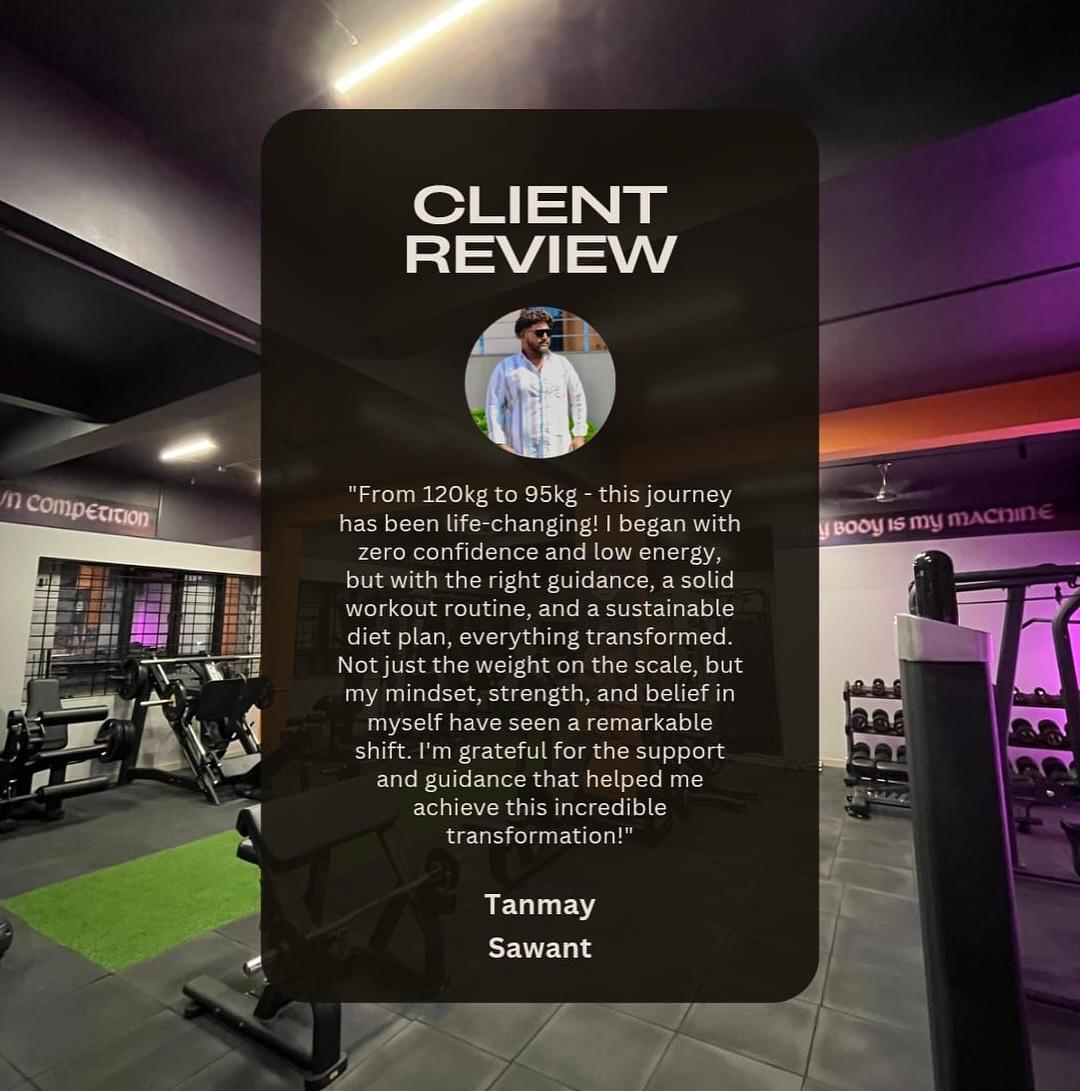 CLIENT
REVIEW
"From 120kg to 95kg - this journey
has been life-changing! I began with
zero confidence and low energy,
but with the right guidance, a solid
workout routine, and a sustainable
diet plan, everything transformed.
Not just the weight on the scale, but
my mindset, strength, and belief in
myself have seen a remarkable
shift. I'm grateful for the support
and guidance that helped me
achieve this incredible
transformation!"
Tanmay
Sawant
COMPETITION
BODY IS MY MACHINE